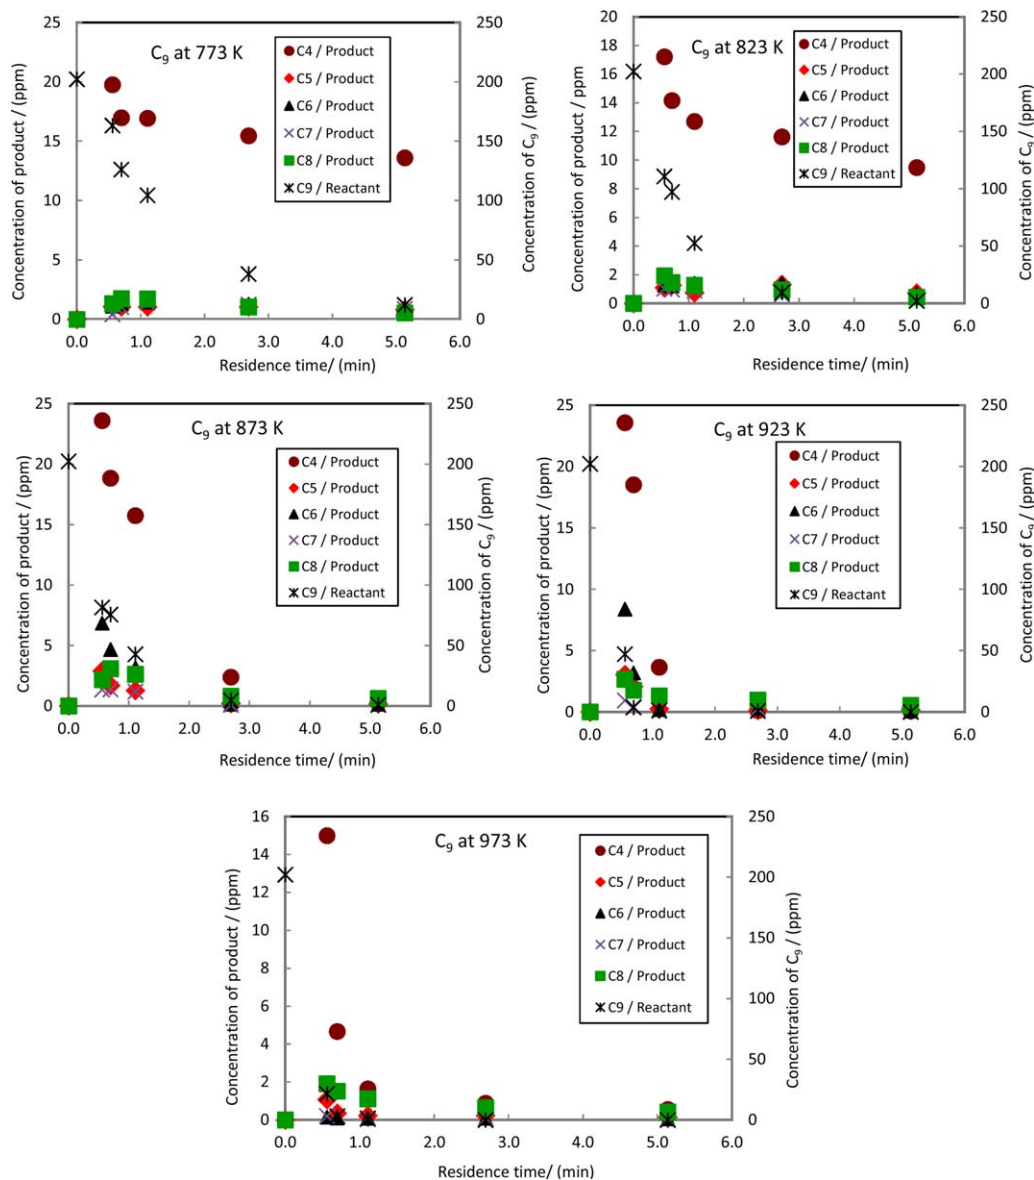 C₉ at 773 K
Concentration of product / (ppm)
25
20
15
10
5
0
C4 / Product
C5 / Product
C6 / Product
C7 / Product
C8 / Product
C9 / Reactant
250
200
150
100
50
0
Concentration of C₉ / (ppm)
0.0 1.0 2.0 3.0 4.0 5.0 6.0
Residence time/ (min)
C₉ at 823 K
Concentration of product / ppm
20
18
16
14
12
10
8
6
4
2
0
C4 / Product
C5 / Product
C6 / Product
C7 / Product
C8 / Product
C9 / Reactant
250
200
150
100
50
0
Concentration of C₉ / (ppm)
0.0 1.0 2.0 3.0 4.0 5.0 6.0
Residence time/ (min)
C₉ at 873 K
Concentration of product / (ppm)
25
20
15
10
5
0
C4 / Product
C5 / Product
C6 / Product
C7 / Product
C8 / Product
C9 / Reactant
250
200
150
100
50
0
Concentration of C₉ / (ppm)
0.0 1.0 2.0 3.0 4.0 5.0 6.0
Residence time/ (min)
C₉ at 923 K
Concentration of product / (ppm)
25
20
15
10
5
0
C4 / Product
C5 / Product
C6 / Product
C7 / Product
C8 / Product
C9 / Reactant
250
200
150
100
50
0
Concentration of C₉ / (ppm)
0.0 1.0 2.0 3.0 4.0 5.0 6.0
Residence time/ (min)
C₉ at 973 K
Concentration of product / (ppm)
16
14
12
10
8
6
4
2
0
C4 / Product
C5 / Product
C6 / Product
C7 / Product
C8 / Product
C9 / Reactant
250
200
150
100
50
0
Concentration of C₉ / (ppm)
0.0 1.0 2.0 3.0 4.0 5.0 6.0
Residence time/ (min)